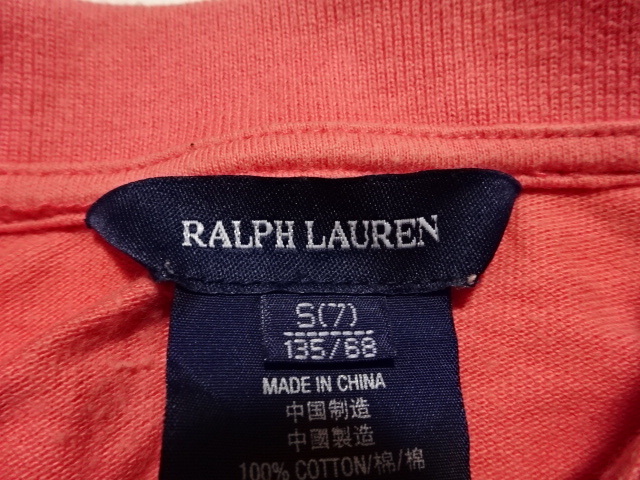 RALPH LAUREN
S(7)
135/68
MADE IN CHINA
中国制造
中國製造
100% COTTON/棉/棉